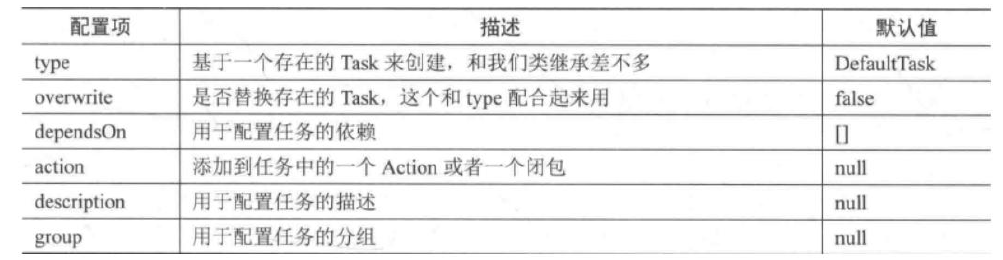 配置项 描述 默认值
type 基于一个存在的 Task 来创建，和我们类继承差不多 DefaultTask
overwrite 是否替换存在的 Task，这个和 type 配合起来用 false
dependsOn 用于配置任务的依赖 []
action 添加到任务中的一个 Action 或者一个闭包 null
description 用于配置任务的描述 null
group 用于配置任务的分组 null